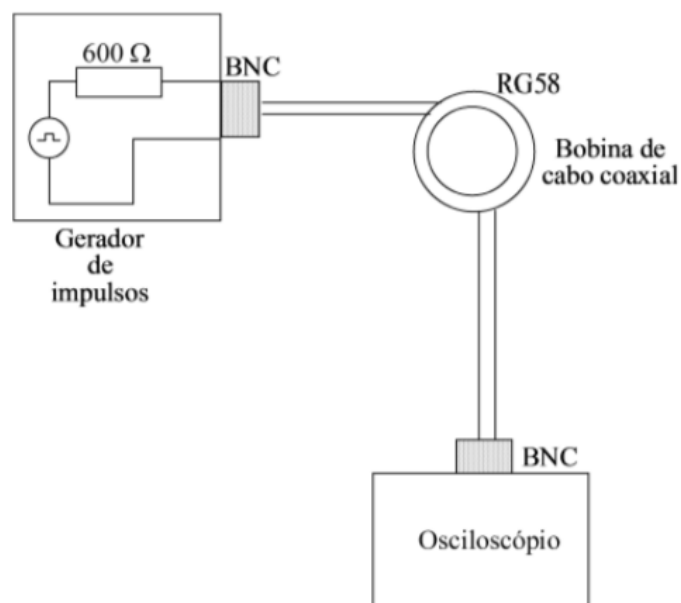 600 Ω
BNC
RG58
Bobina de
cabo coaxial
Gerador
de
impulsos
BNC
Osciloscópio